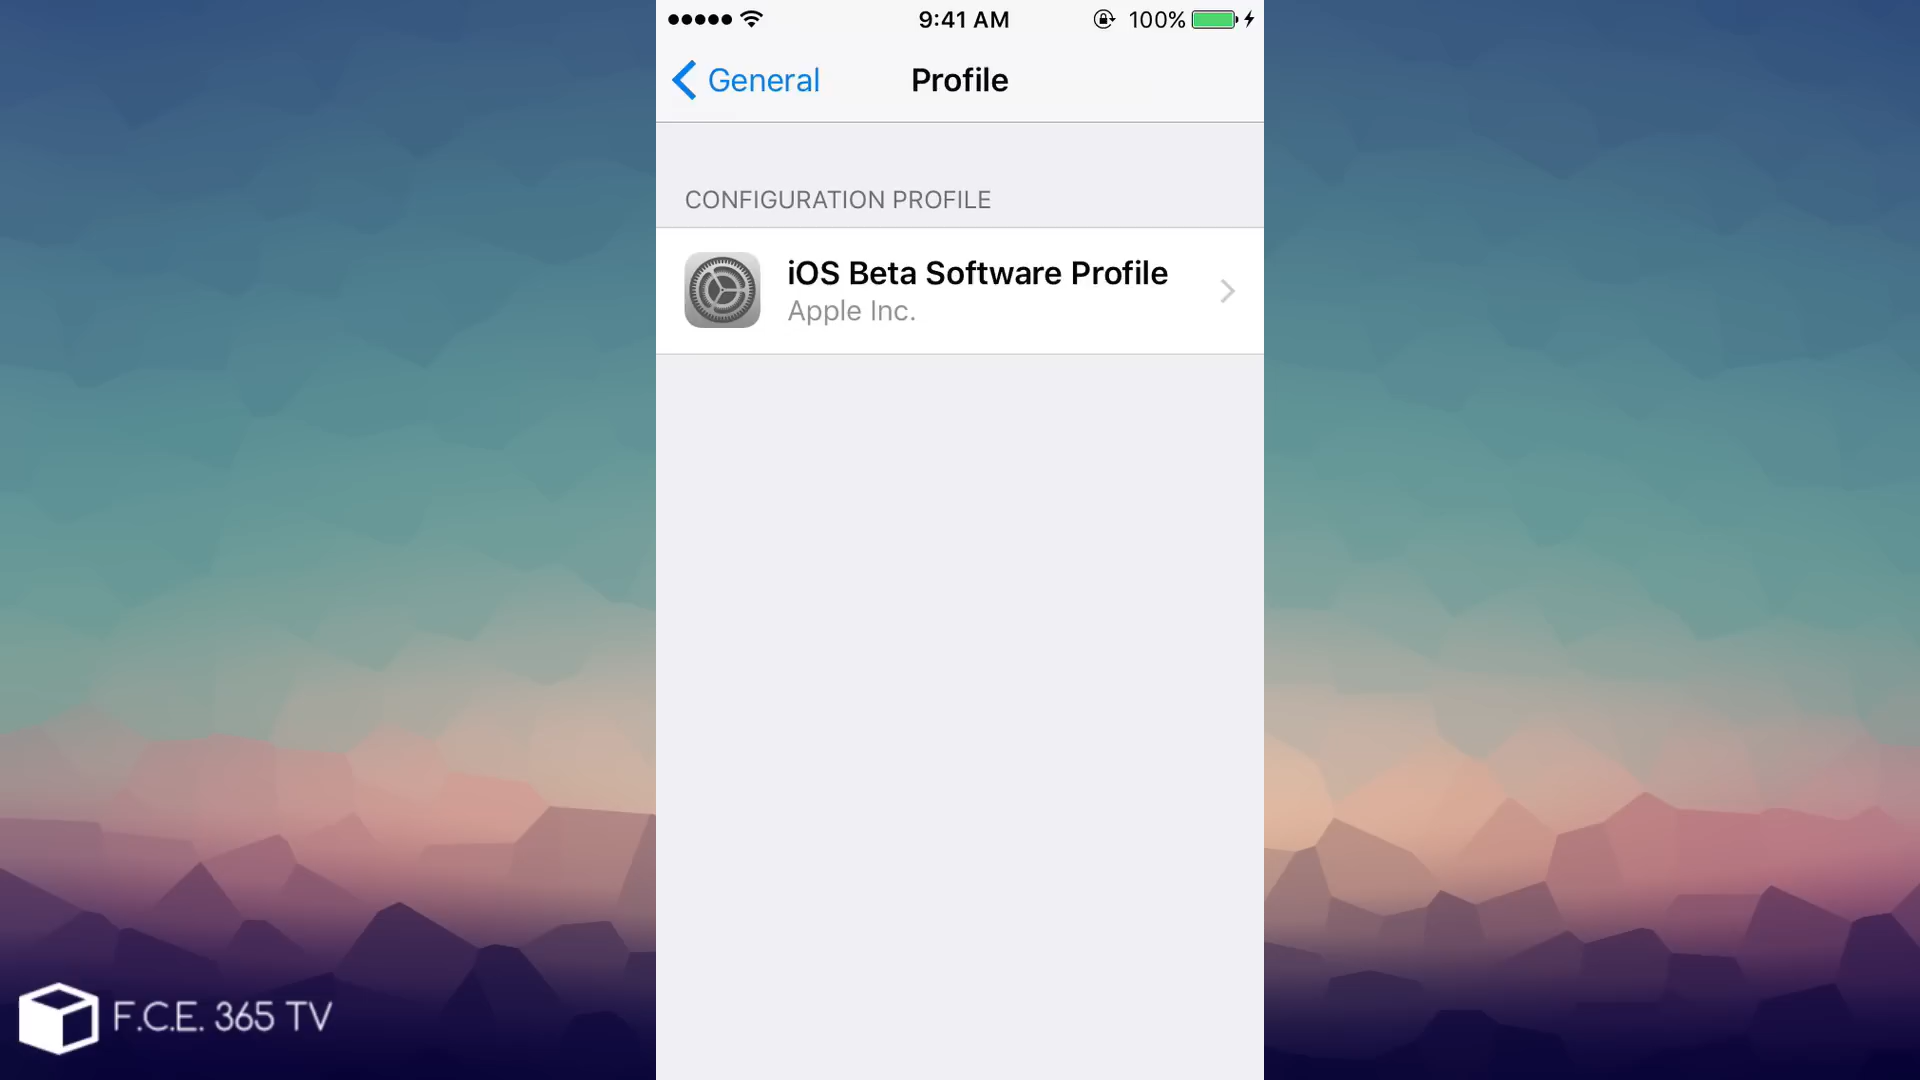 9:41 AM
100%
General
Profile
CONFIGURATION PROFILE
iOS Beta Software Profile
Apple Inc.
F.C.E. 365 TV